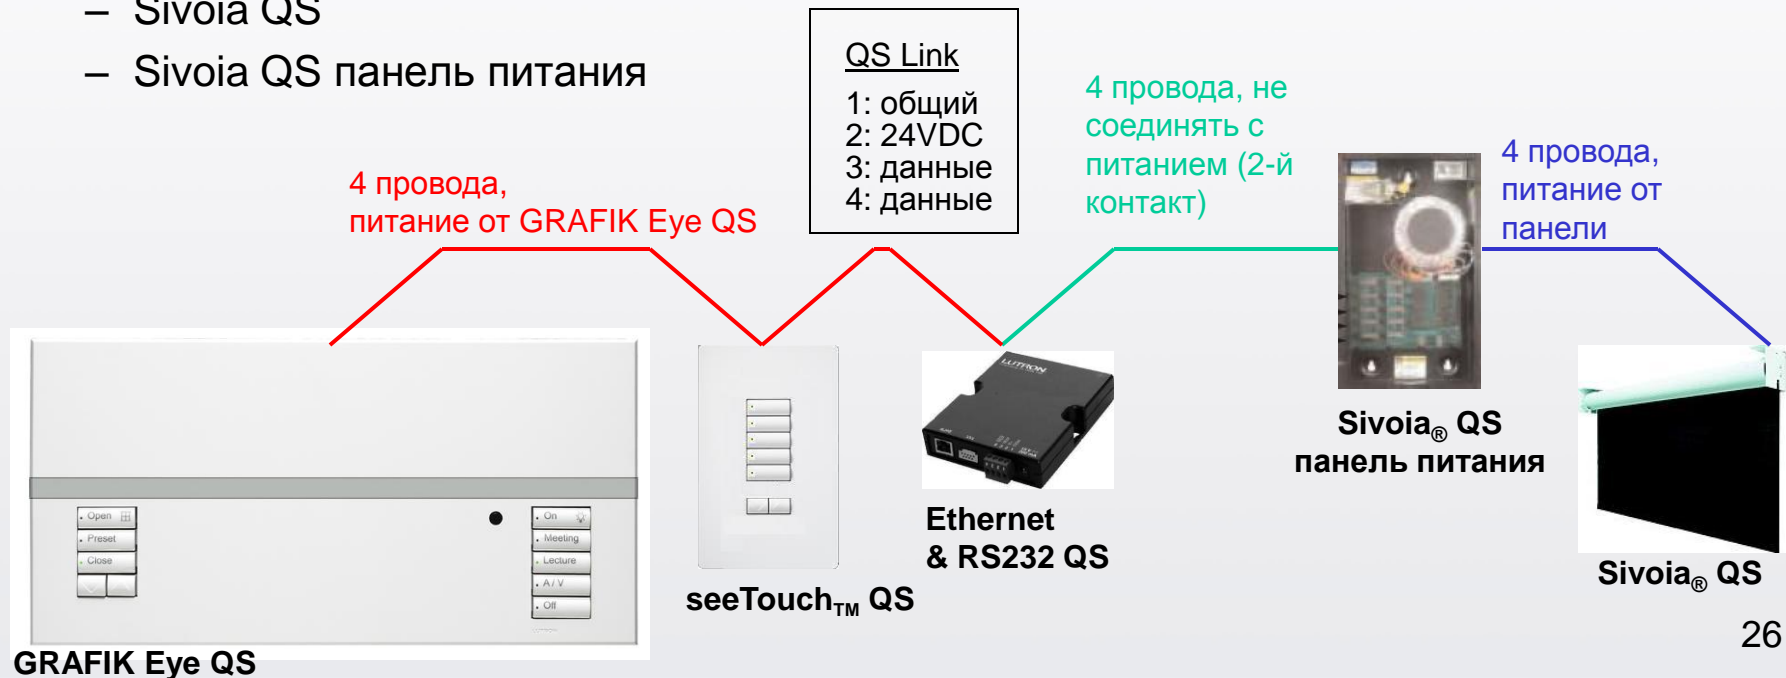 – Sivoia QS
– Sivoia QS панель питания
QS Link
1: общий
2: 24VDC
3: данные
4: данные
4 провода,
питание от GRAFIK Eye QS
4 провода, не
соединять с
питанием (2-й
контакт)
4 провода,
питание от
панели
Open
Preset
Close
On
Meeting
Lecture
A / V
Off
LUTRON
GRAFIK Eye QS
seeTouch™ QS
Ethernet
& RS232 QS
Sivoia® QS
панель питания
Sivoia® QS
26